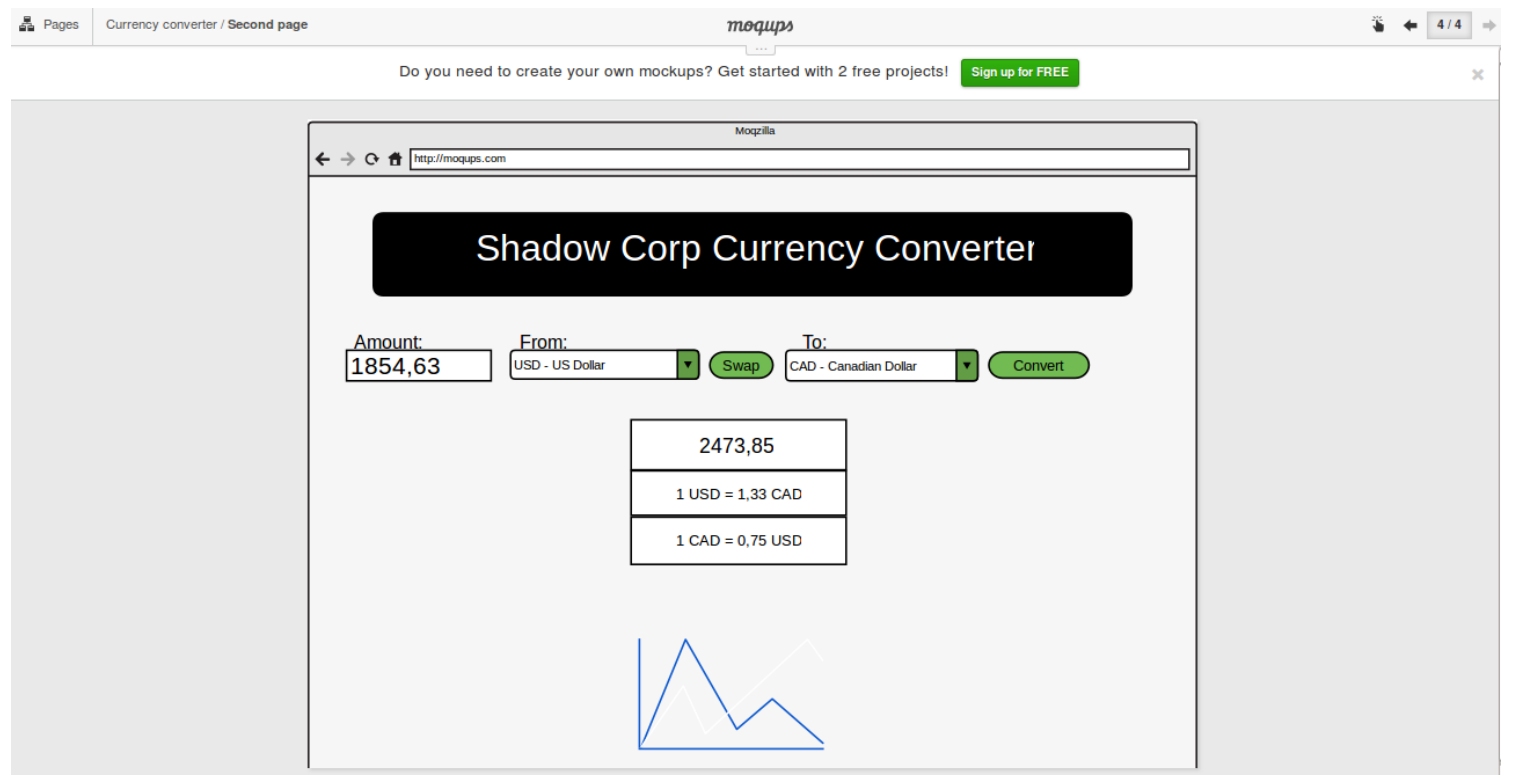 Pages Currency converter / Second page moqups 4 / 4
Do you need to create your own mockups? Get started with 2 free projects! Sign up for FREE
Moqzilla
http://moqups.com
Shadow Corp Currency Converter
Amount: From: To:
1854,63 USD - US Dollar Swap CAD - Canadian Dollar Convert
2473,85
1 USD = 1,33 CAD
1 CAD = 0,75 USD